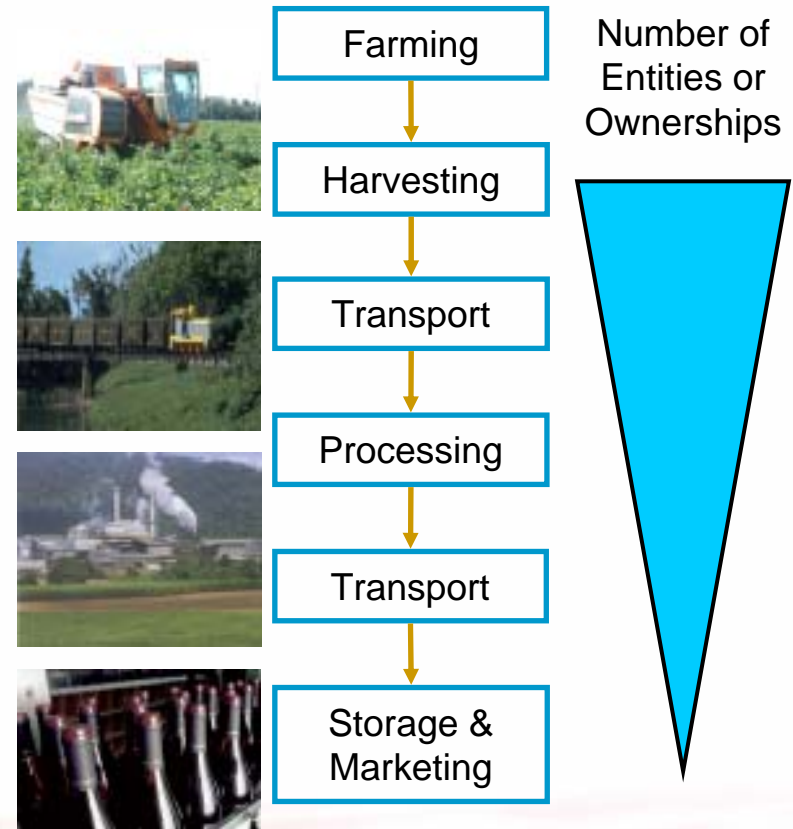 Farming
Harvesting
Transport
Processing
Transport
Storage &
Marketing
Number of
Entities or
Ownerships